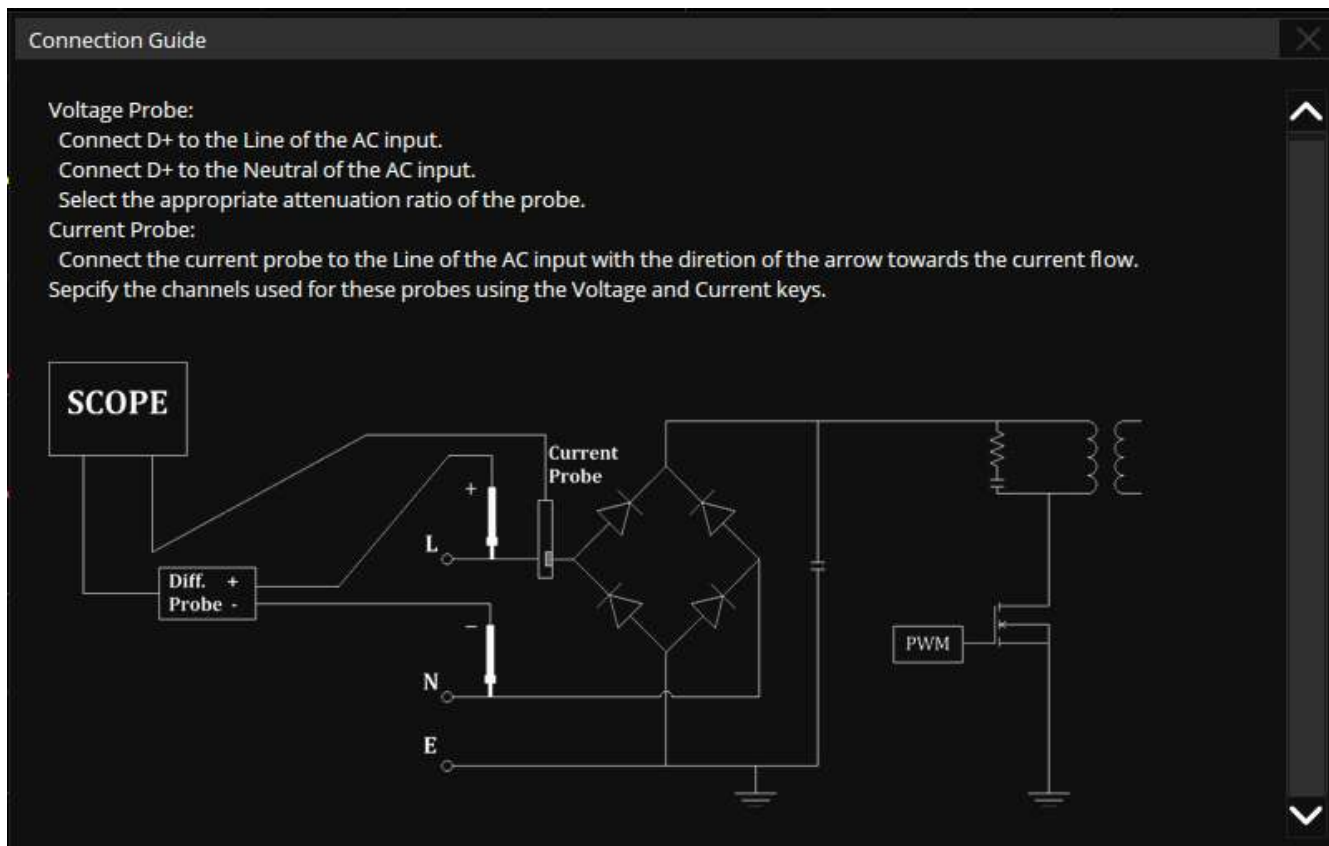 Connection Guide
Voltage Probe:
Connect D+ to the Line of the AC input.
Connect D+ to the Neutral of the AC input.
Select the appropriate attenuation ratio of the probe.
Current Probe:
Connect the current probe to the Line of the AC input with the diretion of the arrow towards the current flow.
Sepcify the channels used for these probes using the Voltage and Current keys.
SCOPE
Current
Probe
+
L
Diff. +
Probe -
−
PWM
N
E